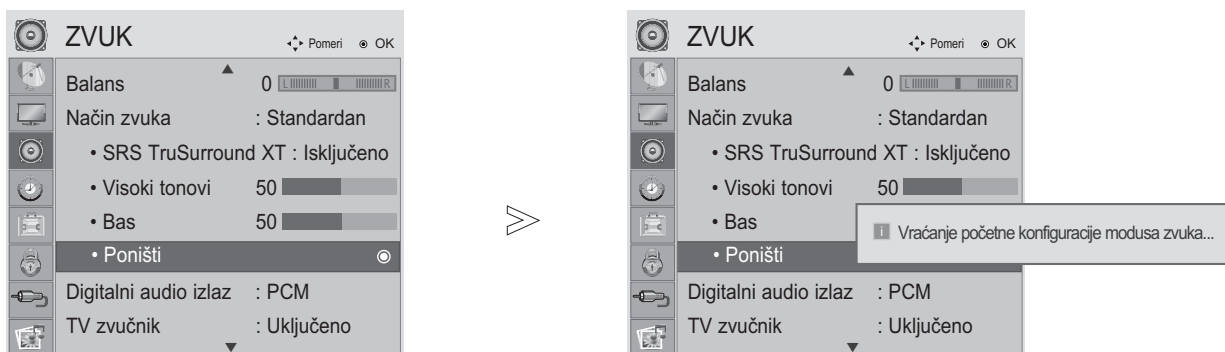 ZVUK
Pomeri OK
Balans 0 L R
Način zvuka : Standardan
• SRS TruSurround XT : Isključeno
• Visoki tonovi 50
• Bas 50
• Poništi
Digitalni audio izlaz : PCM
TV zvučnik : Uključeno
ZVUK
Pomeri OK
Balans 0 L R
Način zvuka : Standardan
• SRS TruSurround XT : Isključeno
• Visoki tonovi 50
• Bas
i Vraćanje početne konfiguracije modusa zvuka...
• Poništi
Digitalni audio izlaz : PCM
TV zvučnik : Uključeno